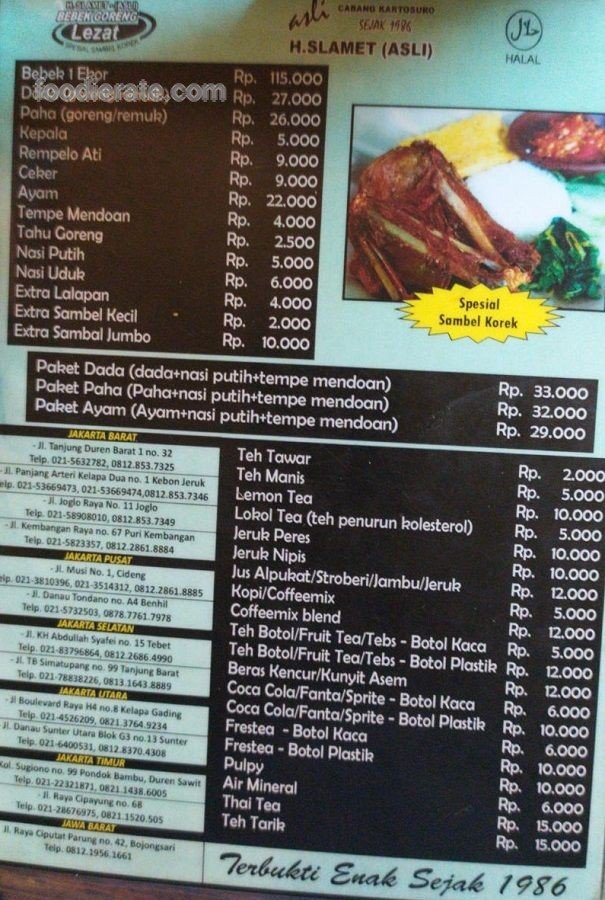 H.SLAMET (ASLI)
BEBEK GORENG
Lezat
SPESIAL SAMBEL KOREK
asli CABANG KARTOSURO
SEJAK 1986
H.SLAMET (ASLI)
HALAL
foodierate.com
Bebek 1 Ekor Rp. 115.000
Rp. 27.000
Paha (goreng/remuk) Rp. 26.000
Kepala Rp. 5.000
Rempelo Ati Rp. 9.000
Ceker Rp. 9.000
Ayam Rp. 22.000
Tempe Mendoan Rp. 4.000
Tahu Goreng Rp. 2.500
Nasi Putih Rp. 5.000
Nasi Uduk Rp. 6.000
Extra Lalapan Rp. 4.000
Extra Sambel Kecil Rp. 2.000
Extra Sambal Jumbo Rp. 10.000
Spesial
Sambel Korek
Paket Dada (dada+nasi putih+tempe mendoan) Rp. 33.000
Paket Paha (Paha+nasi putih+tempe mendoan) Rp. 32.000
Paket Ayam (Ayam+nasi putih+tempe mendoan) Rp. 29.000
JAKARTA BARAT
- Jl. Tanjung Duren Barat 1 no. 32
Telp. 021-5632782, 0812.853.7325
- Jl. Panjang Arteri Kelapa Dua no. 1 Kebon Jeruk
Telp. 021-53669473, 021-53669474,0812.853.7346
- Jl. Joglo Raya No. 11 Joglo
Telp. 021-58908010, 0812.853.7349
- Jl. Kembangan Raya no. 67 Puri Kembangan
Telp. 021-5823357, 0812.2861.8884
JAKARTA PUSAT
- Jl. Musi No. 1, Cideng
elp. 021-3810396, 021-3514312, 0812.2861.8885
- Jl. Danau Tondano no. A4 Benhil
Telp. 021-5732503, 0878.7761.7978
JAKARTA SELATAN
- Jl. KH Abdullah Syafei no. 15 Tebet
Telp. 021-83796864, 0812.2686.4990
- Jl. TB Simatupang no. 99 Tanjung Barat
Telp. 021-78838226, 0813.1643.8889
JAKARTA UTARA
- Jl Boulevard Raya H4 no.8 Kelapa Gading
Telp. 021-4526209, 0821.3764.9234
- Jl. Danau Sunter Utara Blok G3 no.13 Sunter
Telp. 021-6400531, 0812.8370.4308
JAKARTA TIMUR
Kol. Sugiono no. 99 Pondok Bambu, Duren Sawit
Telp. 021-22321871, 0821.1438.6005
- Jl. Raya Cipayung no. 68
Telp. 021-28676975, 0821.1520.505
JAWA BARAT
Jl. Raya Ciputat Parung no. 42, Bojongsari
Telp. 0812.1956.1661
Teh Tawar Rp. 2.000
Teh Manis Rp. 5.000
Lemon Tea Rp. 10.000
Lokol Tea (teh penurun kolesterol) Rp. 5.000
Jeruk Peres Rp. 10.000
Jeruk Nipis Rp. 10.000
Jus Alpukat/Stroberi/Jambu/Jeruk Rp. 12.000
Kopi/Coffeemix Rp. 5.000
Coffeemix blend Rp. 12.000
Teh Botol/Fruit Tea/Tebs - Botol Kaca Rp. 5.000
Teh Botol/Fruit Tea/Tebs - Botol Plastik Rp. 12.000
Beras Kencur/Kunyit Asem Rp. 12.000
Coca Cola/Fanta/Sprite - Botol Kaca Rp. 6.000
Coca Cola/Fanta/Sprite - Botol Plastik Rp. 10.000
Frestea - Botol Kaca Rp. 6.000
Frestea - Botol Plastik Rp. 10.000
Pulpy Rp. 10.000
Air Mineral Rp. 6.000
Thai Tea Rp. 15.000
Teh Tarik Rp. 15.000
Terbukti Enak Sejak 1986